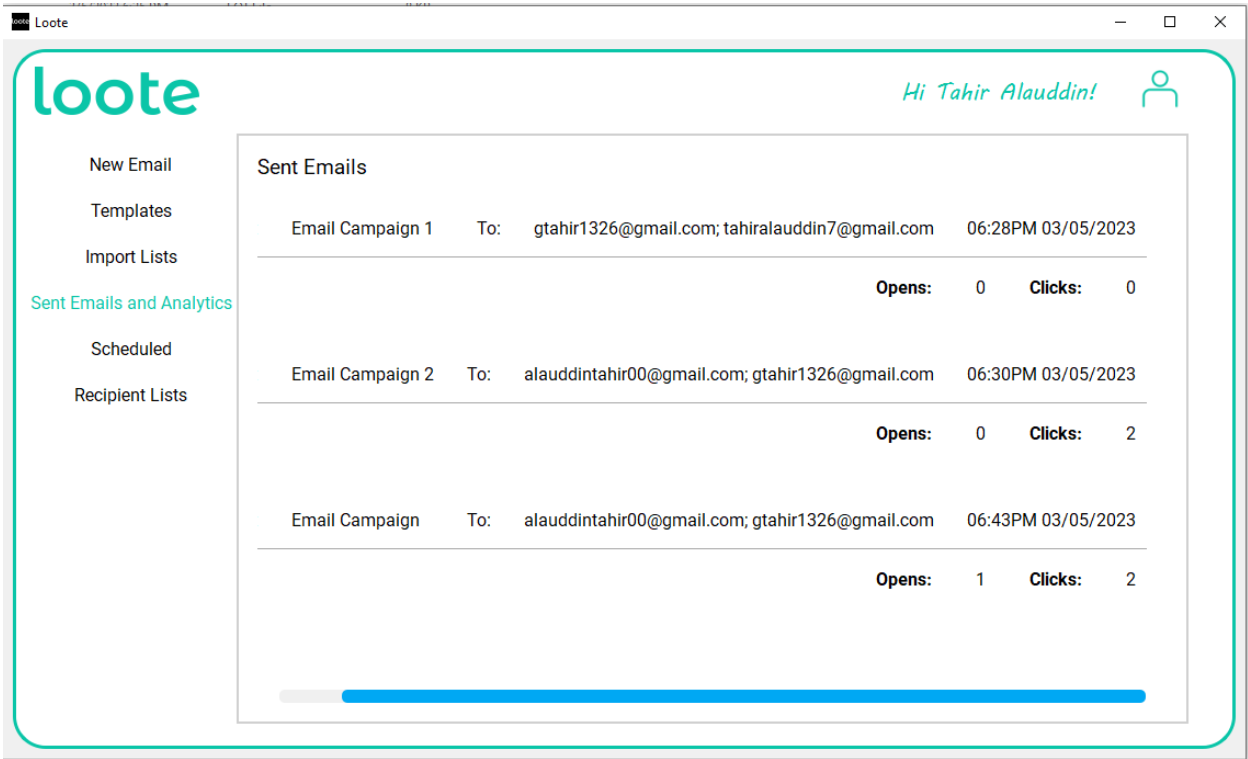 Loote
loote
Hi Tahir Alauddin!
New Email
Templates
Import Lists
Sent Emails and Analytics
Scheduled
Recipient Lists
Sent Emails
Email Campaign 1 To: gtahir1326@gmail.com; tahiralauddin7@gmail.com 06:28PM 03/05/2023
Opens: 0 Clicks: 0
Email Campaign 2 To: alauddintahir00@gmail.com; gtahir1326@gmail.com 06:30PM 03/05/2023
Opens: 0 Clicks: 2
Email Campaign To: alauddintahir00@gmail.com; gtahir1326@gmail.com 06:43PM 03/05/2023
Opens: 1 Clicks: 2